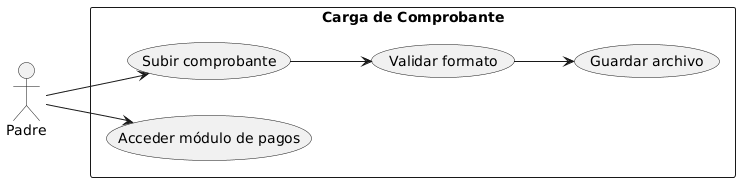 Carga de Comprobante
Subir comprobante
Validar formato
Guardar archivo
Padre
Acceder módulo de pagos